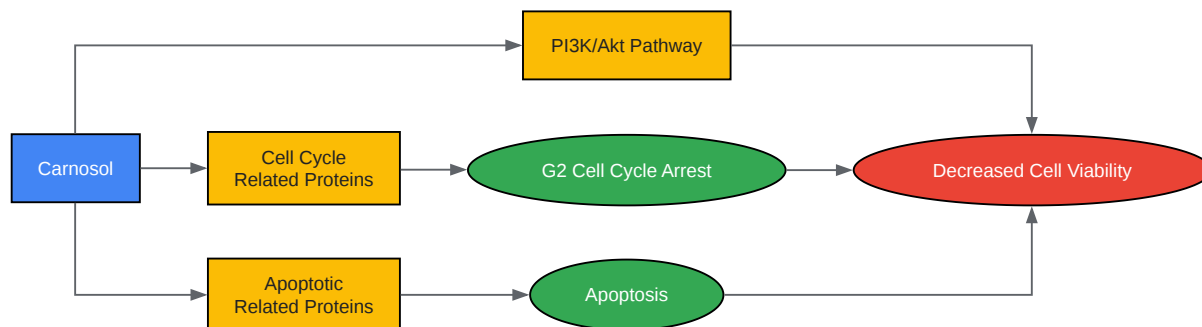 PI3K/Akt Pathway
Carnosol
Cell Cycle
Related Proteins
G2 Cell Cycle Arrest
Decreased Cell Viability
Apoptotic
Related Proteins
Apoptosis